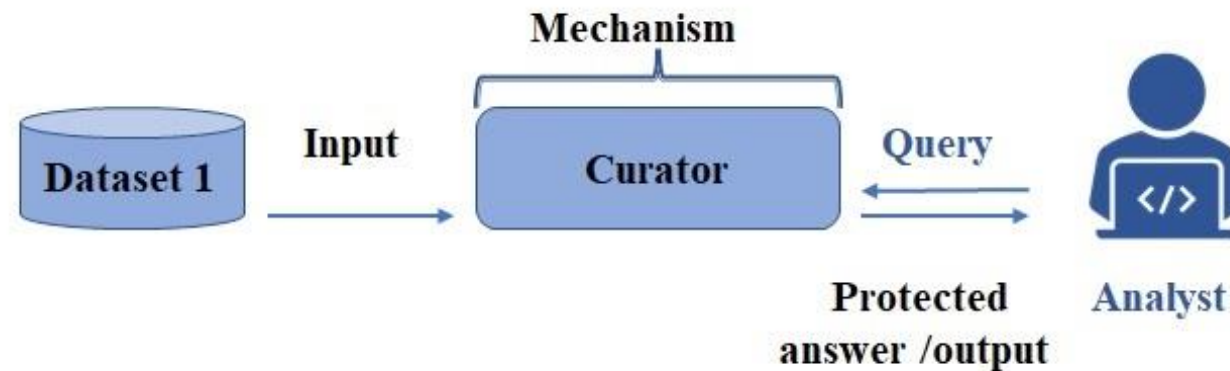 Mechanism
Dataset 1
Input
Curator
Query
</>
Protected
answer /output
Analyst